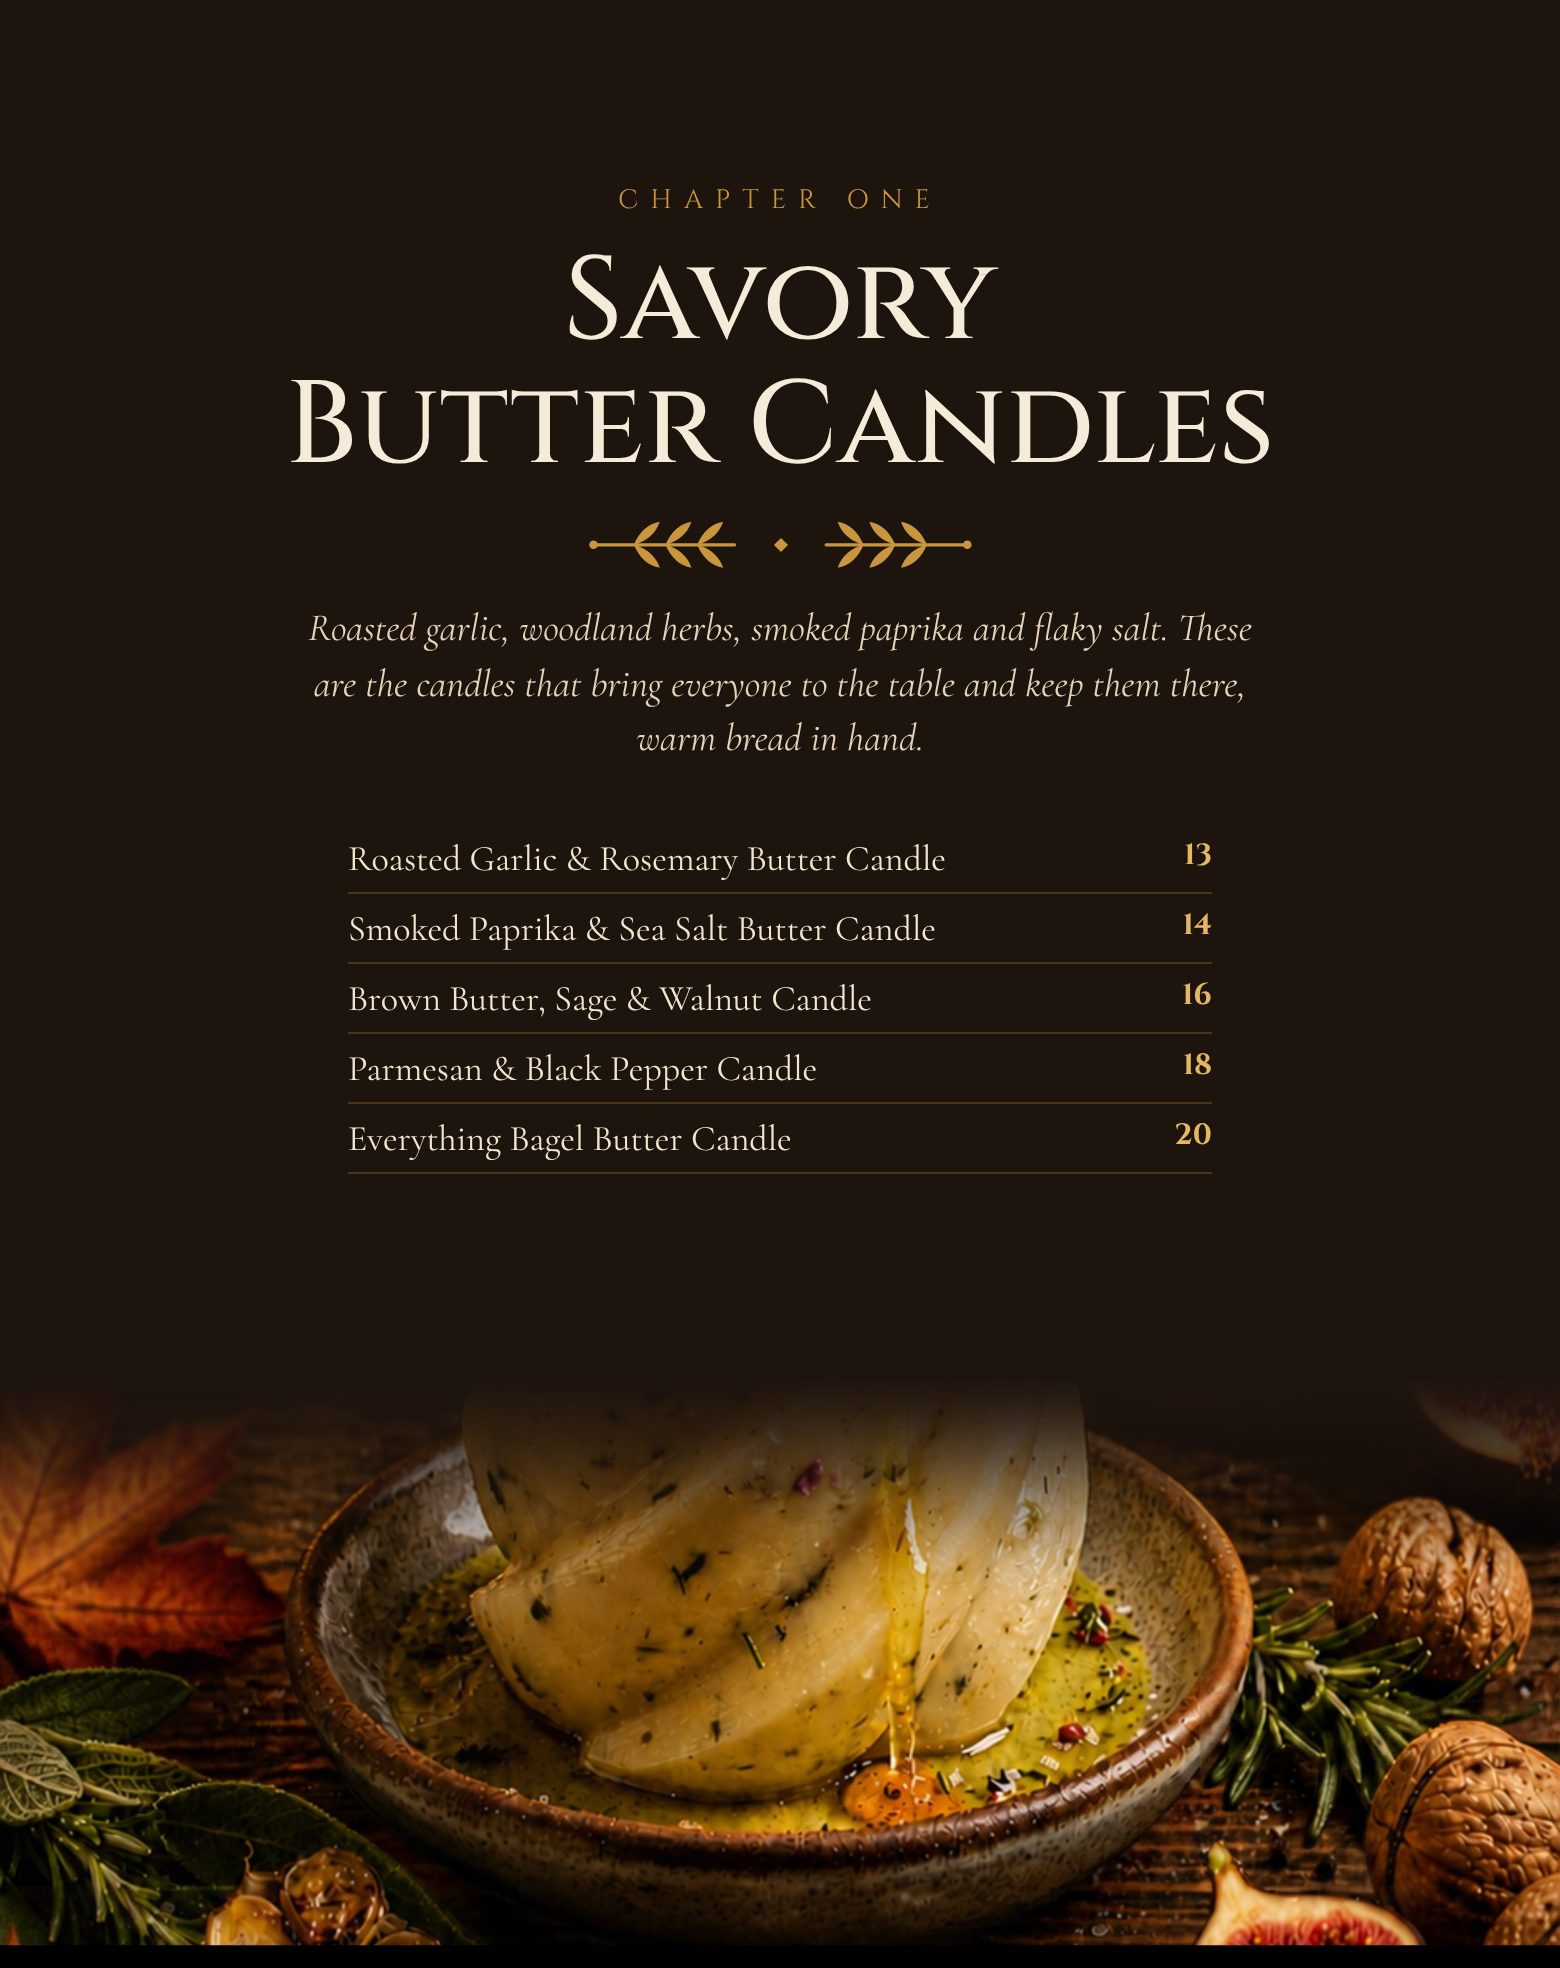 CHAPTER ONE
SAVORY
BUTTER CANDLES
Roasted garlic, woodland herbs, smoked paprika and flaky salt. These
are the candles that bring everyone to the table and keep them there,
warm bread in hand.
Roasted Garlic & Rosemary Butter Candle 13
Smoked Paprika & Sea Salt Butter Candle 14
Brown Butter, Sage & Walnut Candle 16
Parmesan & Black Pepper Candle 18
Everything Bagel Butter Candle 20